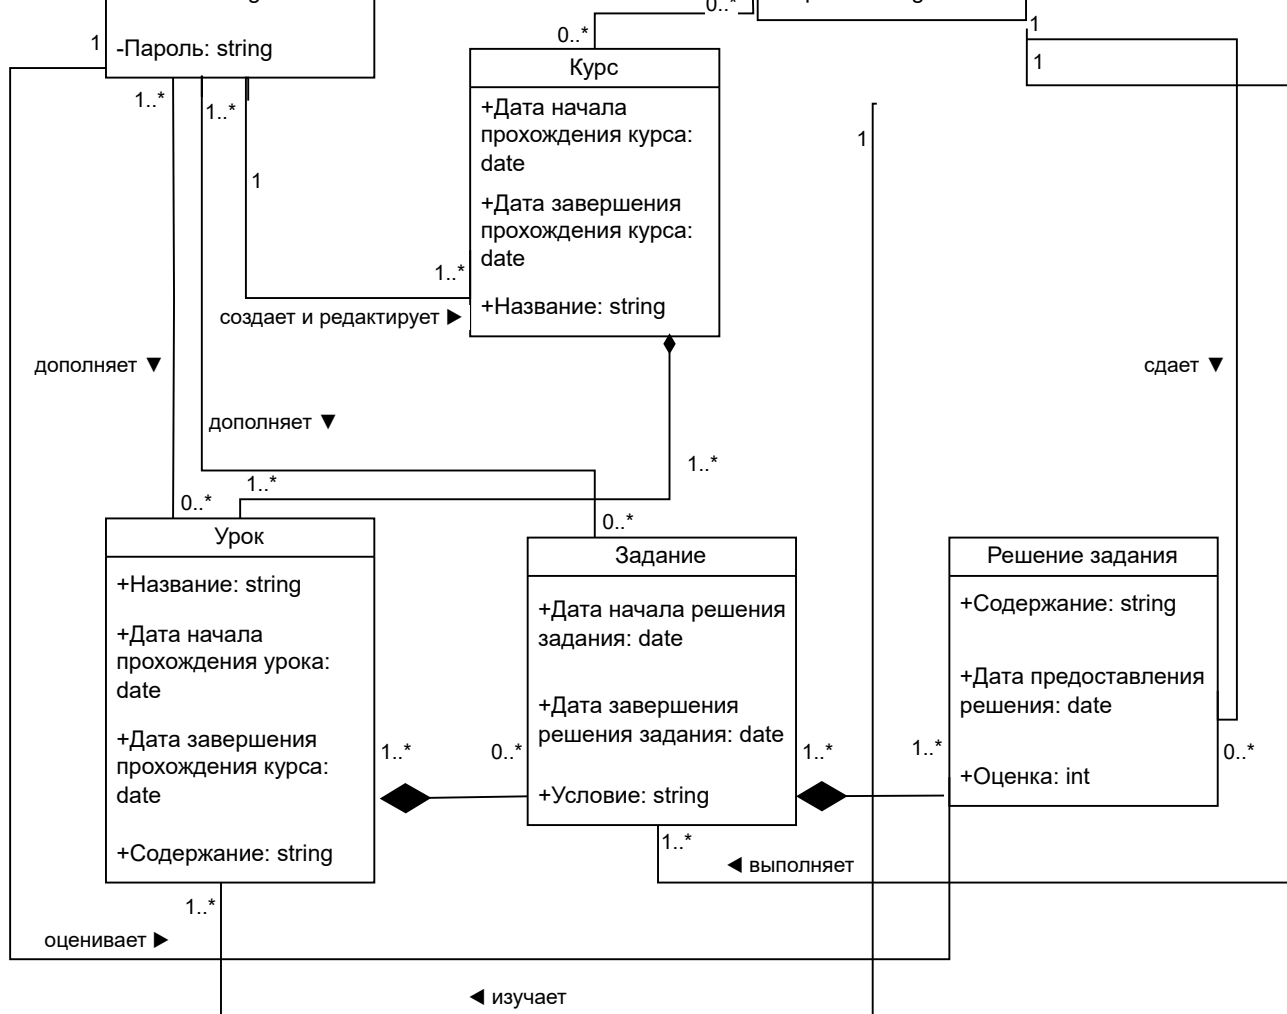 0..*
1
1
-Пароль: string
0..*
1
Курс
1..*
1..*
+Дата начала
прохождения курса:
date
1
1
+Дата завершения
прохождения курса:
date
1..*
+Название: string
создает и редактирует
дополняет
сдает
дополняет
1..*
1..*
0..*
0..*
Урок
Задание
Решение задания
+Название: string
+Дата начала
прохождения урока:
date
+Дата завершения
прохождения курса:
date
+Содержание: string
+Дата начала решения
задания: date
+Дата завершения
решения задания: date
+Условие: string
+Содержание: string
+Дата предоставления
решения: date
+Оценка: int
1..*
0..*
1..*
1..*
0..*
1..*
выполняет
1..*
оценивает
изучает